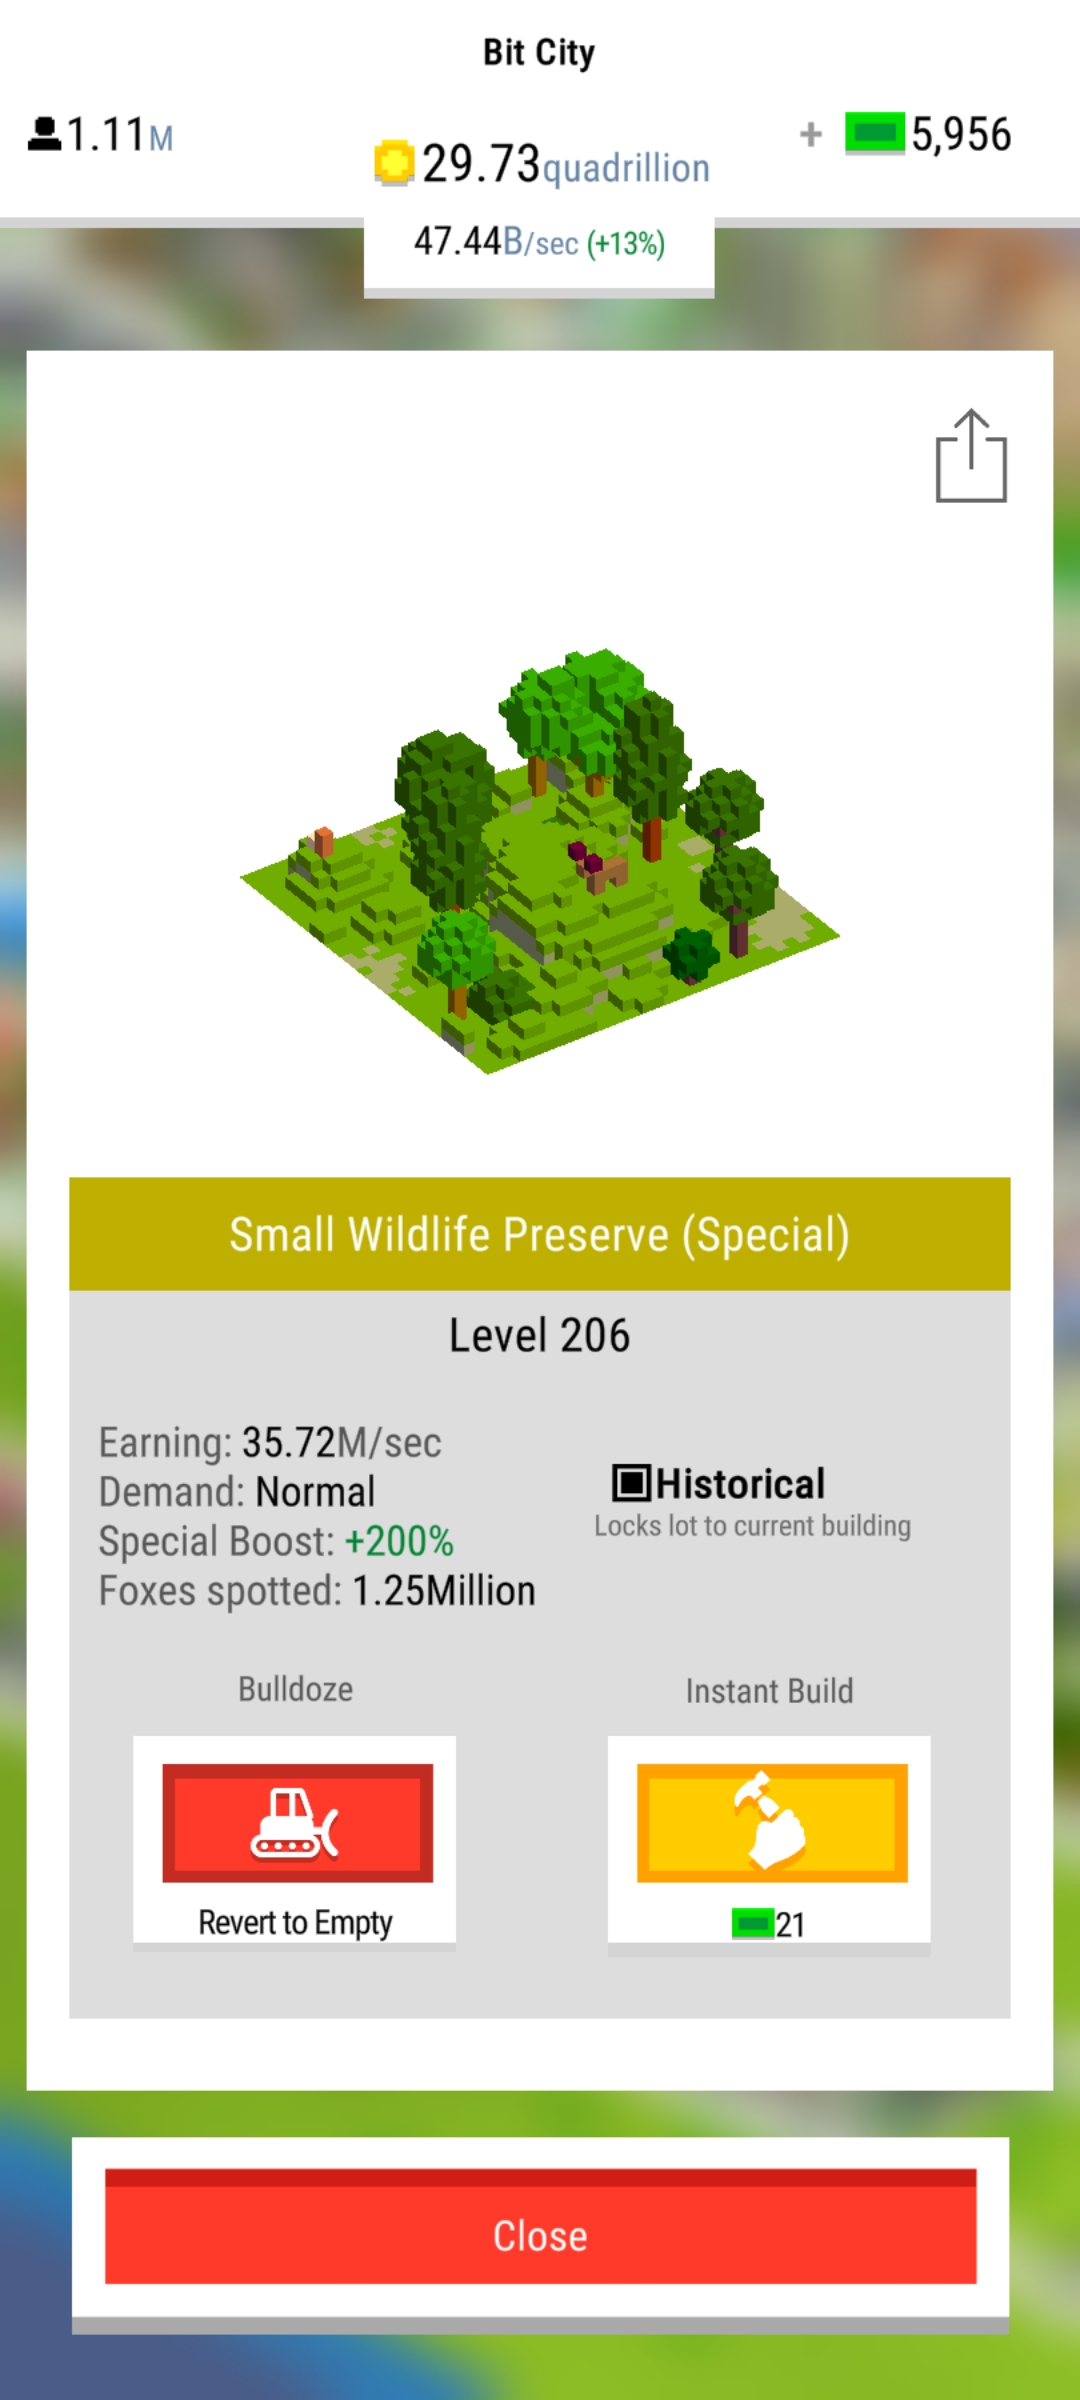 Bit City
1.11M
29.73quadrillion
+ 5,956
47.44B/sec (+13%)
Small Wildlife Preserve (Special)
Level 206
Earning: 35.72M/sec
Demand: Normal
Special Boost: +200%
Foxes spotted: 1.25Million
Historical
Locks lot to current building
Bulldoze
Instant Build
Revert to Empty
21
Close